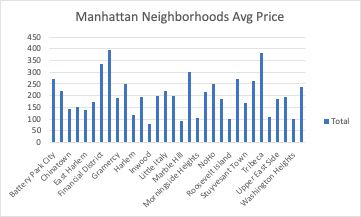 Manhattan Neighborhoods Avg Price
450
400
350
300
250
200
150
100
50
0
Battery Park City
Chinatown
East Harlem
Financial District
Gramercy
Harlem
Inwood
Little Italy
Marble Hill
Morningside Heights
NoHo
Roosevelt Island
Stuyvesant Town
Tribeca
Upper East Side
Washington Heights
Total